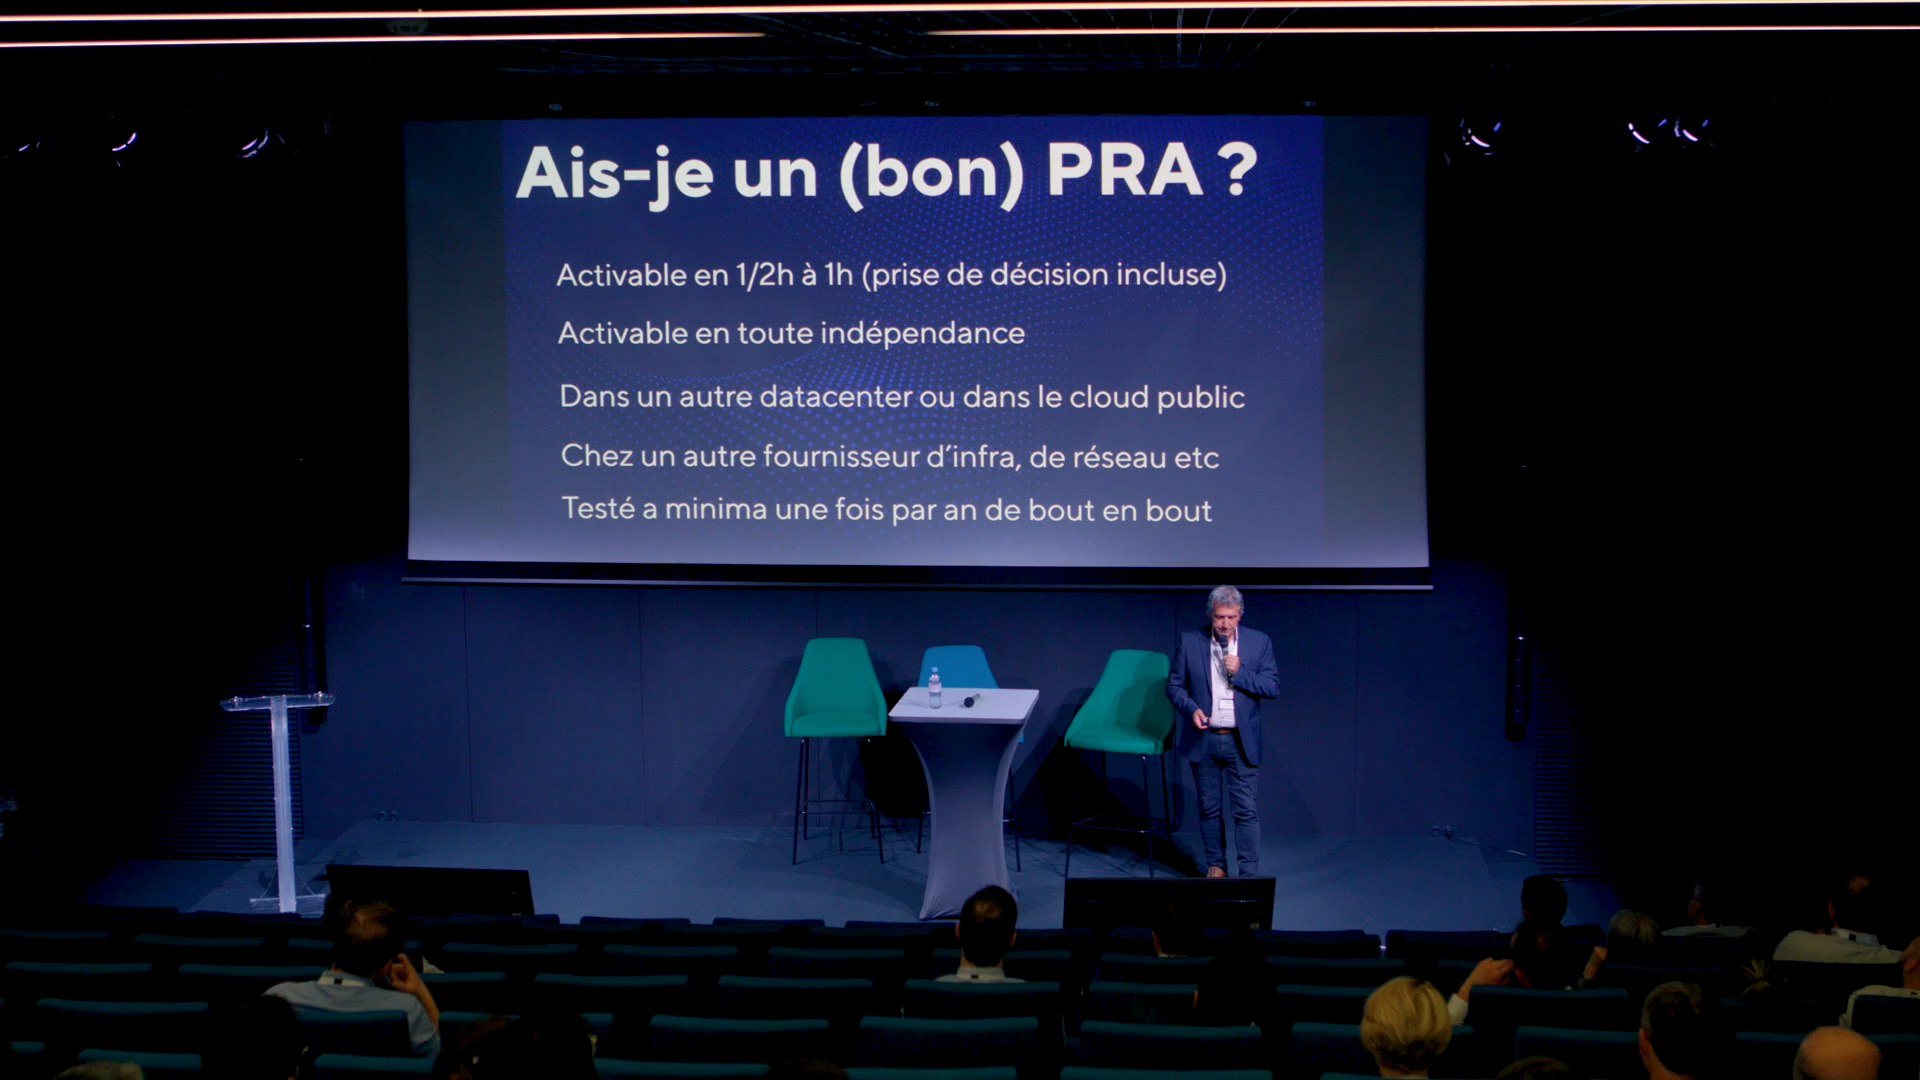 Ais-je un (bon) PRA ?
Activable en 1/2h à 1h (prise de décision incluse)
Activable en toute indépendance
Dans un autre datacenter ou dans le cloud public
Chez un autre fournisseur d'infra, de réseau etc
Testé a minima une fois par an de bout en bout